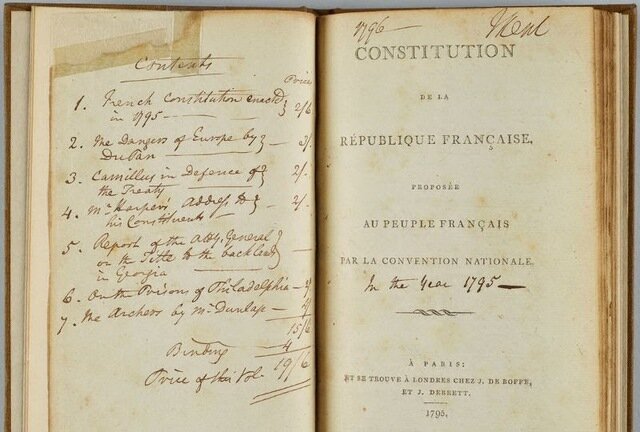 Contents
Price
1. French Constitution enacted
in 1795 — 2/6
2. The Dangers of Europe by
Du Pan — 3/.
3. Camillus in Defence of
the Treaty — 2/.
4. Mr Harper's Address to
his Constituents — 2/.
5. Report of the Atty. General
on the Title to the back land
in Georgia
6. On the Prisons of Philadelphia —
7. The Archers by Mr Dunlap —
15/6
Binding 4
Price of this Vol. 19/6
1796
CONSTITUTION
DE LA
RÉPUBLIQUE FRANÇAISE,
PROPOSÉE
AU PEUPLE FRANÇAIS
PAR LA CONVENTION NATIONALE.
In the Year 1795 —
À PARIS:
ET SE TROUVE À LONDRES CHEZ J. DE BOFFE,
ET J. DEBRETT.
1795.